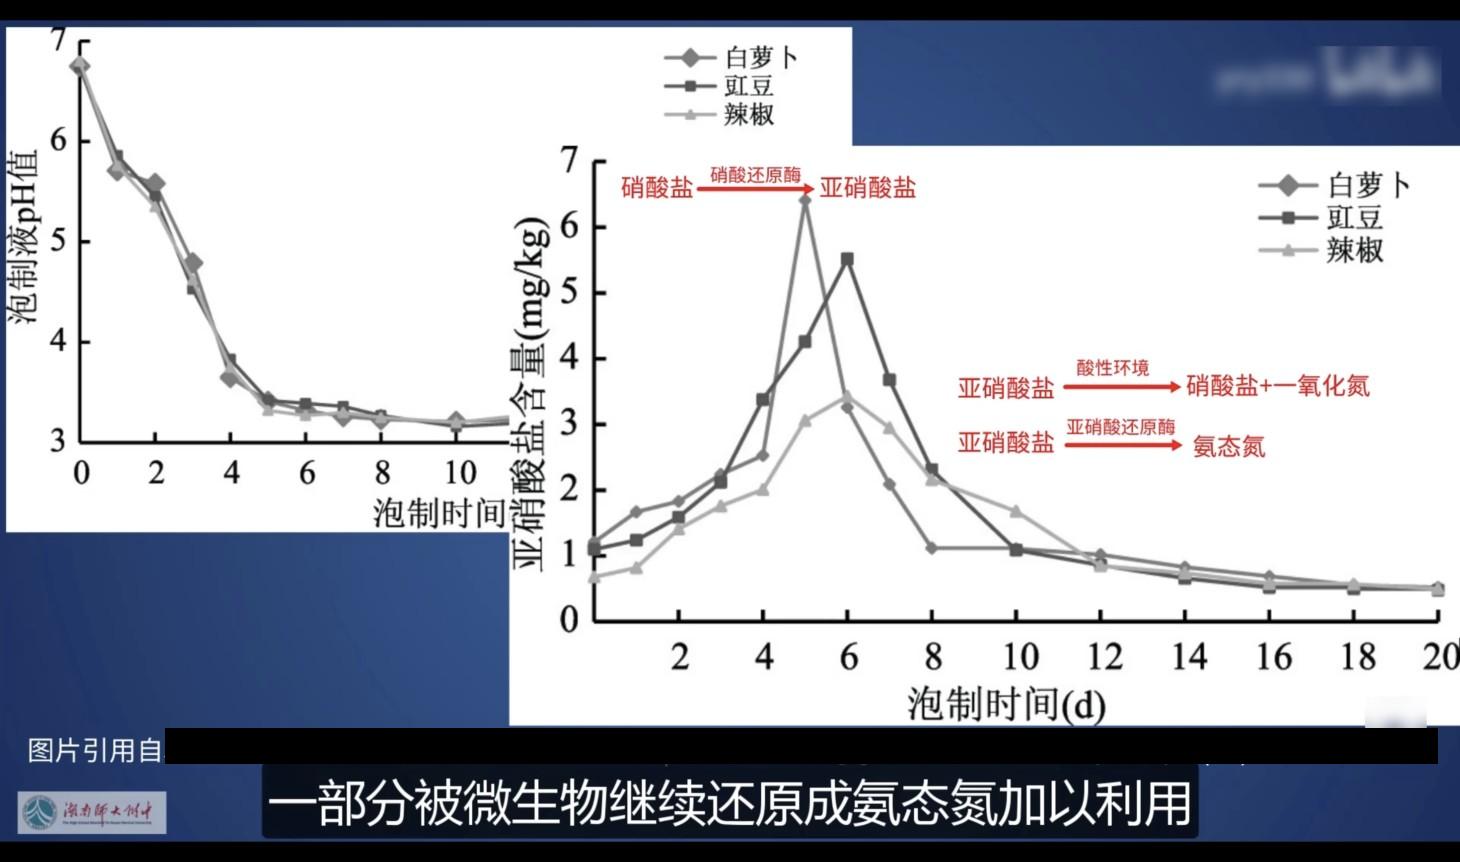 7
6
5
4
3
0
2
4
6
8
10
泡制液pH值
泡制时间
白萝卜
豇豆
辣椒
7
6
5
4
3
2
1
0
2
4
6
8
10
12
14
16
18
20
亚硝酸盐含量(mg/kg)
泡制时间(d)
白萝卜
豇豆
辣椒
硝酸盐 硝酸还原酶 亚硝酸盐
亚硝酸盐 酸性环境 硝酸盐+一氧化氮
亚硝酸盐 亚硝酸还原酶 氨态氮
图片引用自
一部分被微生物继续还原成氨态氮加以利用
湖南师大附中